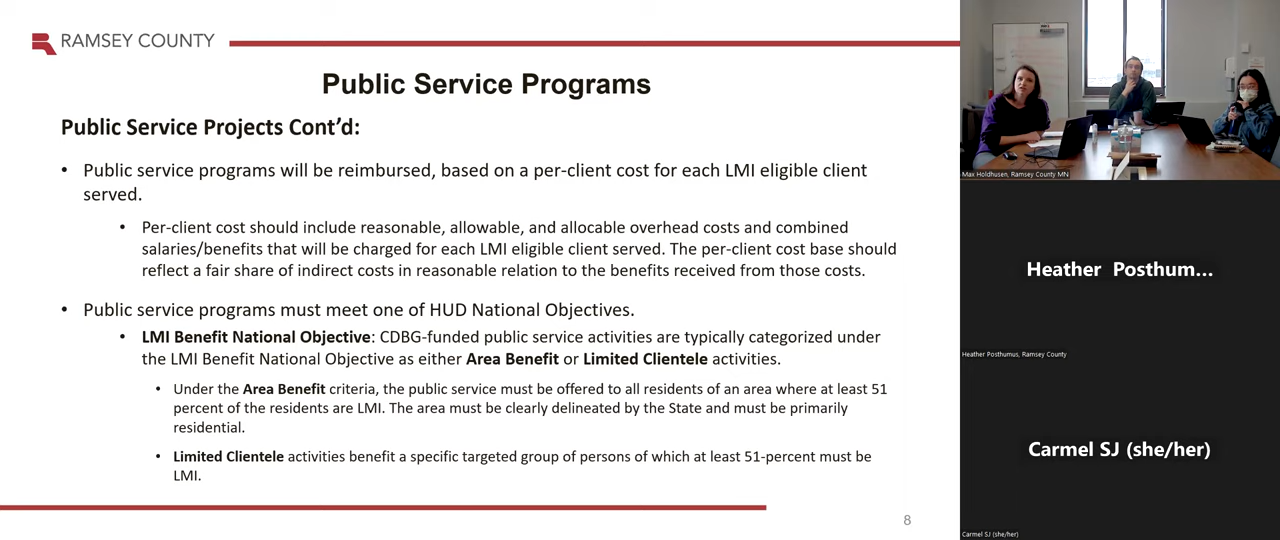 RAMSEY COUNTY
Public Service Programs
Public Service Projects Cont'd:
• Public service programs will be reimbursed, based on a per-client cost for each LMI eligible client
served.
• Per-client cost should include reasonable, allowable, and allocable overhead costs and combined
salaries/benefits that will be charged for each LMI eligible client served. The per-client cost base should
reflect a fair share of indirect costs in reasonable relation to the benefits received from those costs.
• Public service programs must meet one of HUD National Objectives.
• LMI Benefit National Objective: CDBG-funded public service activities are typically categorized under
the LMI Benefit National Objective as either Area Benefit or Limited Clientele activities.
• Under the Area Benefit criteria, the public service must be offered to all residents of an area where at least 51
percent of the residents are LMI. The area must be clearly delineated by the State and must be primarily
residential.
• Limited Clientele activities benefit a specific targeted group of persons of which at least 51-percent must be
LMI.
8
Max Holdhusen, Ramsey County MN
Heather Posthum...
Heather Posthumus, Ramsey County
Carmel SJ (she/her)
Carmel SJ (she/her)